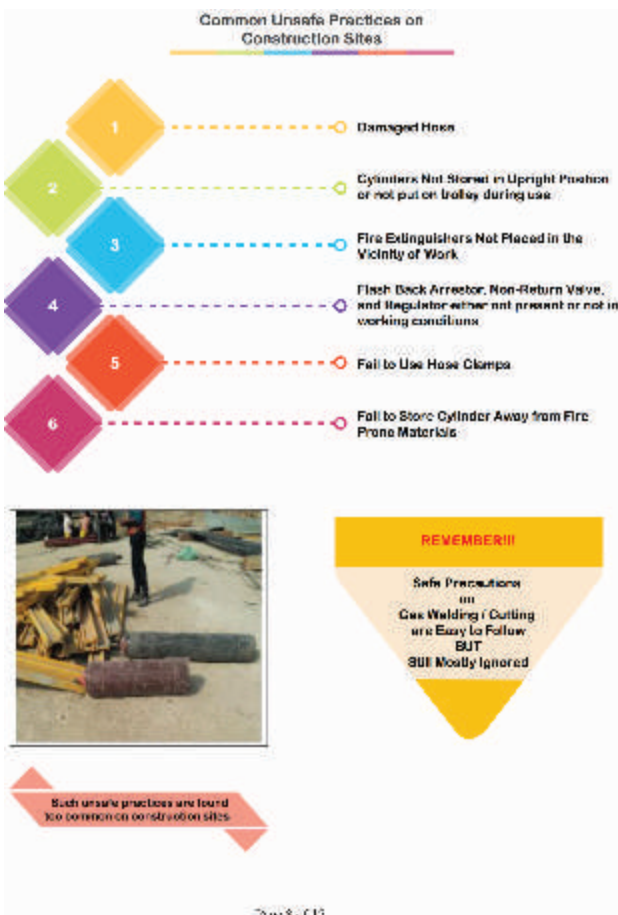 Common Unsafe Practices on
Construction Sites
1
Damaged Hose
2
Cylinders Not Stored in Upright Position
or not put on trolley during use
3
Fire Extinguishers Not Placed in the
Vicinity of Work
4
Flash Back Arrestor, Non-Return Valve,
and Regulator either not present or not in
working conditions
5
Fail to Use Hose Clamps
6
Fail to Store Cylinder Away from Fire
Prone Materials
REMEMBER!!!
Safe Precautions
on
Gas Welding / Cutting
are Easy to Follow
BUT
Still Mostly Ignored
Such unsafe practices are found
too common on construction sites